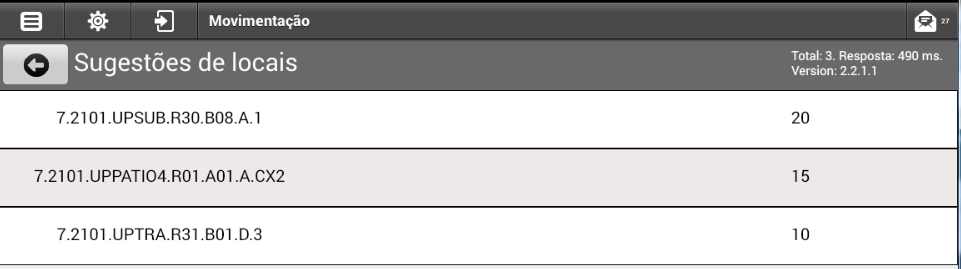 Movimentação
27
Sugestões de locais
Total: 3. Resposta: 490 ms.
Version: 2.2.1.1
7.2101.UPSUB.R30.B08.A.1 20
7.2101.UPPATIO4.R01.A01.A.CX2 15
7.2101.UPTRA.R31.B01.D.3 10